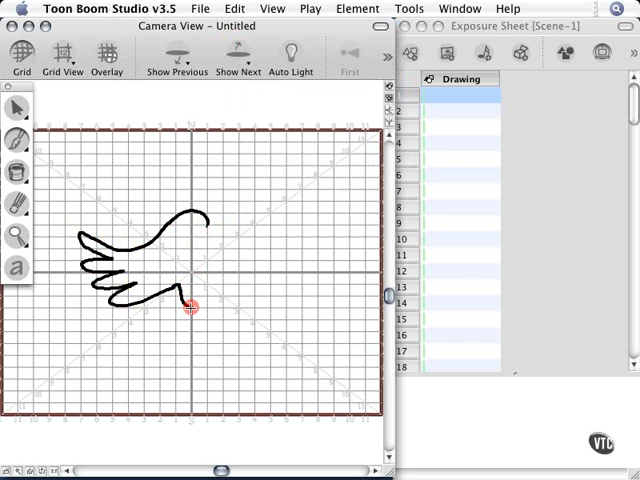 Toon Boom Studio v3.5 File Edit View Play Element Tools Window Help
Camera View - Untitled
Exposure Sheet [Scene-1]
Grid Grid View Overlay Show Previous Show Next Auto Light First
Drawing
2
3
4
5
6
7
8
9
10
11
12
13
14
15
16
17
18
N
S
a
VTC